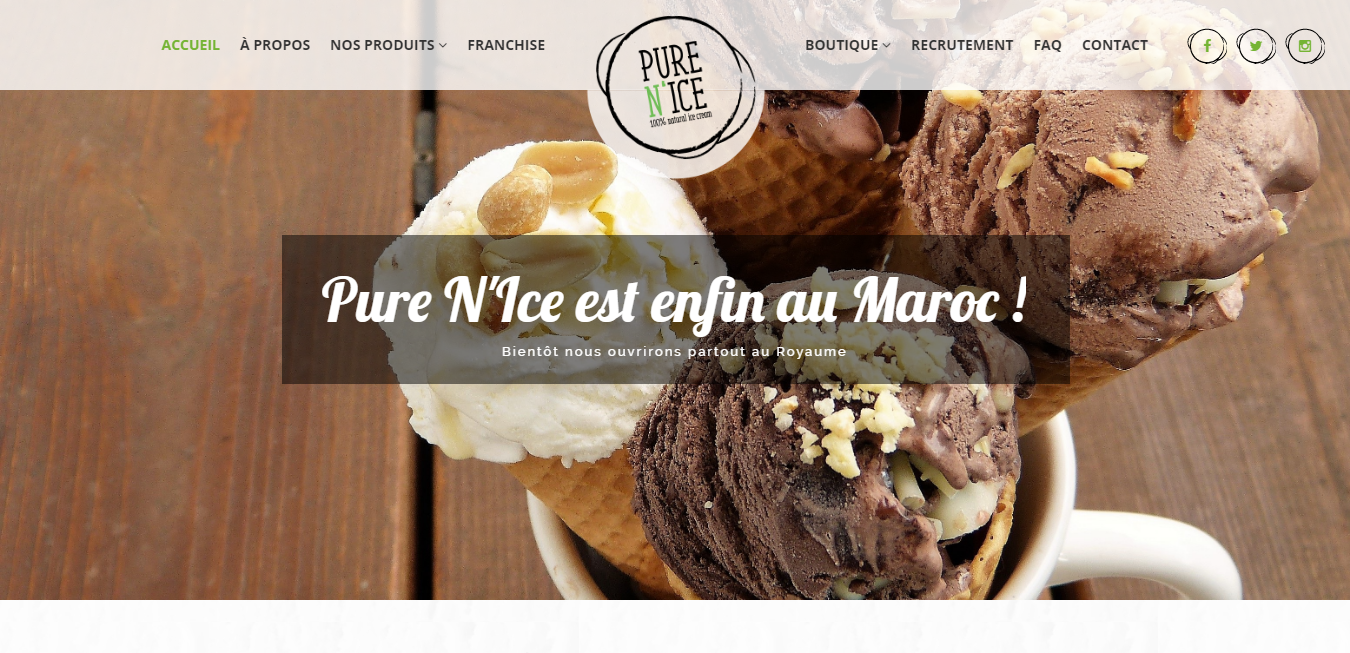 ACCUEIL À PROPOS NOS PRODUITS FRANCHISE
PURE
N'ICE
100% natural ice cream
BOUTIQUE RECRUTEMENT FAQ CONTACT
Pure N'Ice est enfin au Maroc !
Bientôt nous ouvrirons partout au Royaume